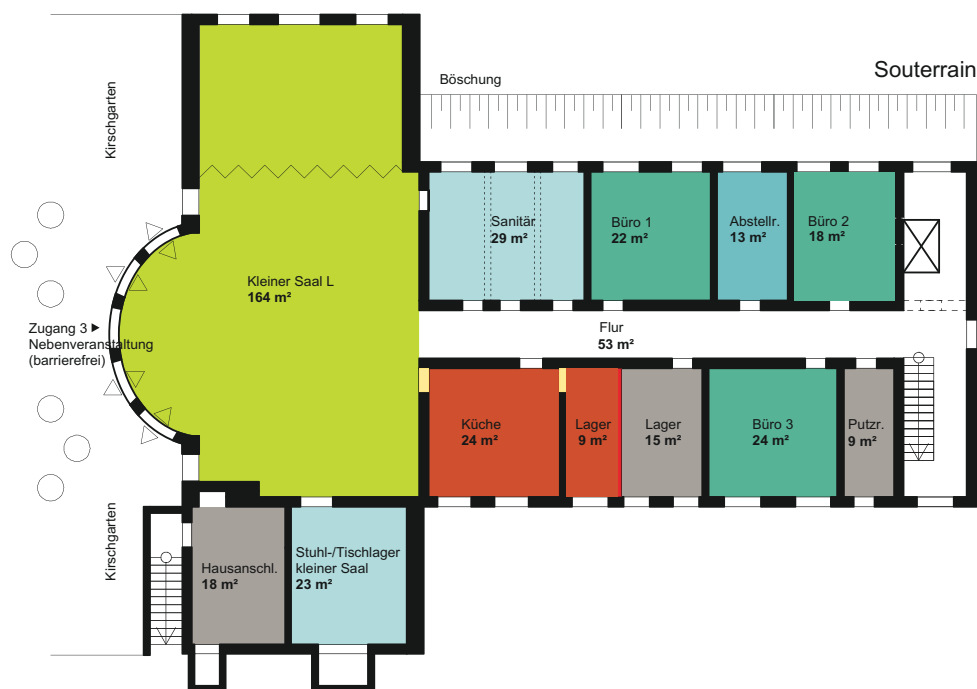 Souterrain
Böschung
Kirschgarten
Sanitär
29 m²
Büro 1
22 m²
Abstellr.
13 m²
Büro 2
18 m²
Kleiner Saal L
164 m²
Zugang 3
Nebenveranstaltung
(barrierefrei)
Flur
53 m²
Küche
24 m²
Lager
9 m²
Lager
15 m²
Büro 3
24 m²
Putzr.
9 m²
Kirschgarten
Hausanschl.
18 m²
Stuhl-/Tischlager
kleiner Saal
23 m²